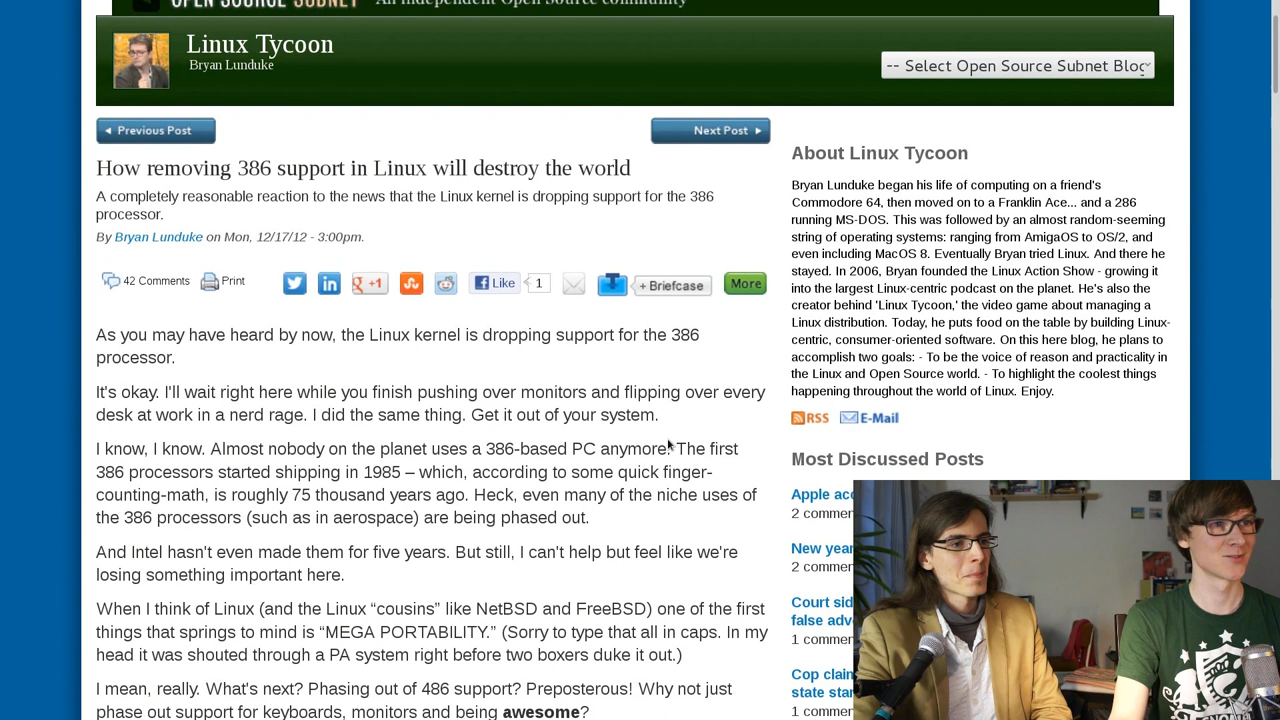 OPEN SOURCE SUBNET An independent Open Source community
Linux Tycoon
Bryan Lunduke
-- Select Open Source Subnet Blog
Previous Post
Next Post
How removing 386 support in Linux will destroy the world
A completely reasonable reaction to the news that the Linux kernel is dropping support for the 386
processor.
By Bryan Lunduke on Mon, 12/17/12 - 3:00pm.
42 Comments Print +1 Like 1 + Briefcase More
As you may have heard by now, the Linux kernel is dropping support for the 386
processor.
It's okay. I'll wait right here while you finish pushing over monitors and flipping over every
desk at work in a nerd rage. I did the same thing. Get it out of your system.
I know, I know. Almost nobody on the planet uses a 386-based PC anymore. The first
386 processors started shipping in 1985 – which, according to some quick finger-
counting-math, is roughly 75 thousand years ago. Heck, even many of the niche uses of
the 386 processors (such as in aerospace) are being phased out.
And Intel hasn't even made them for five years. But still, I can't help but feel like we're
losing something important here.
When I think of Linux (and the Linux “cousins” like NetBSD and FreeBSD) one of the first
things that springs to mind is “MEGA PORTABILITY.” (Sorry to type that all in caps. In my
head it was shouted through a PA system right before two boxers duke it out.)
I mean, really. What's next? Phasing out of 486 support? Preposterous! Why not just
phase out support for keyboards, monitors and being awesome?
About Linux Tycoon
Bryan Lunduke began his life of computing on a friend's
Commodore 64, then moved on to a Franklin Ace... and a 286
running MS-DOS. This was followed by an almost random-seeming
string of operating systems: ranging from AmigaOS to OS/2, and
even including MacOS 8. Eventually Bryan tried Linux. And there he
stayed. In 2006, Bryan founded the Linux Action Show - growing it
into the largest Linux-centric podcast on the planet. He's also the
creator behind 'Linux Tycoon,' the video game about managing a
Linux distribution. Today, he puts food on the table by building Linux-
centric, consumer-oriented software. On this here blog, he plans to
accomplish two goals: - To be the voice of reason and practicality in
the Linux and Open Source world. - To highlight the coolest things
happening throughout the world of Linux. Enjoy.
RSS E-Mail
Most Discussed Posts
Apple acc
2 commen
New year
2 commen
Court sid
false adv
1 commen
Cop clain
state star
1 commen